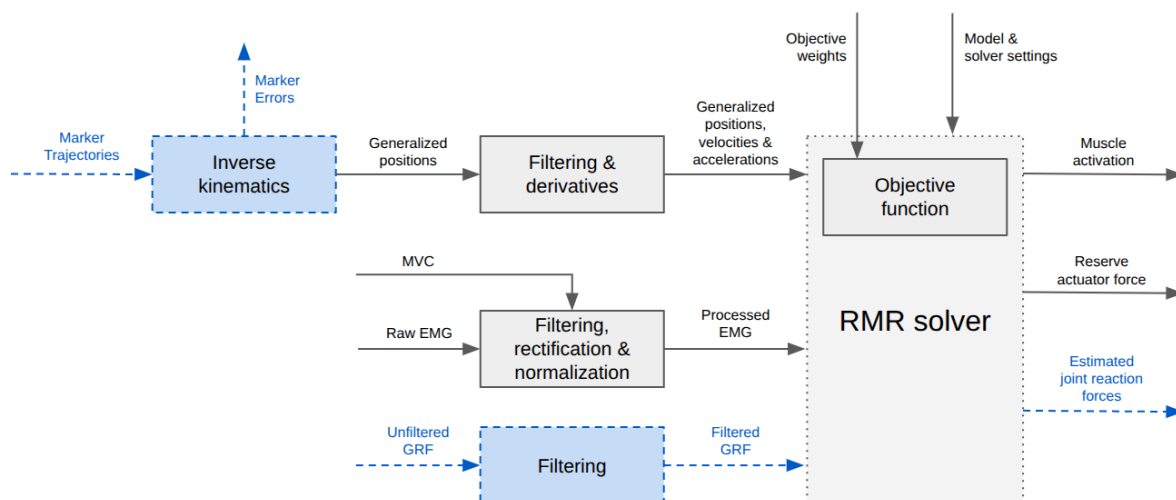 Objective
weights
Model &
solver settings
Marker
Errors
Marker
Trajectories
Inverse
kinematics
Generalized
positions
Filtering &
derivatives
Generalized
positions,
velocities &
accelerations
Objective
function
Muscle
activation
MVC
Raw EMG
Filtering,
rectification &
normalization
Processed
EMG
RMR solver
Reserve
actuator force
Estimated
joint reaction
forces
Unfiltered
GRF
Filtering
Filtered
GRF